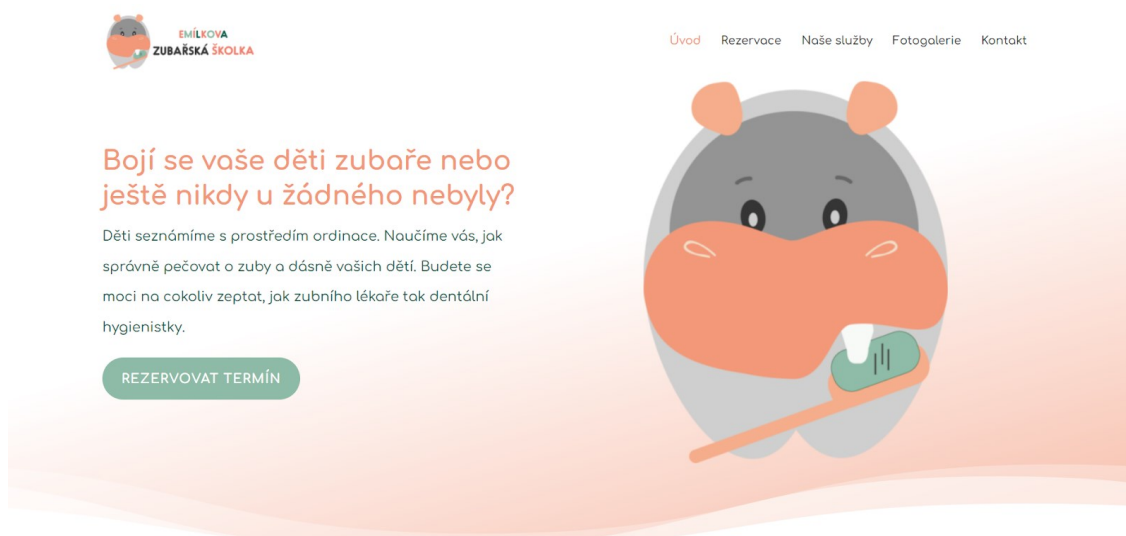 EMÍLKOVA
ZUBAŘSKÁ ŠKOLKA
Úvod Rezervace Naše služby Fotogalerie Kontakt
Bojí se vaše děti zubaře nebo
ještě nikdy u žádného nebyly?
Děti seznámíme s prostředím ordinace. Naučíme vás, jak
správně pečovat o zuby a dásně vašich dětí. Budete se
moci na cokoliv zeptat, jak zubního lékaře tak dentální
hygienistky.
REZERVOVAT TERMÍN